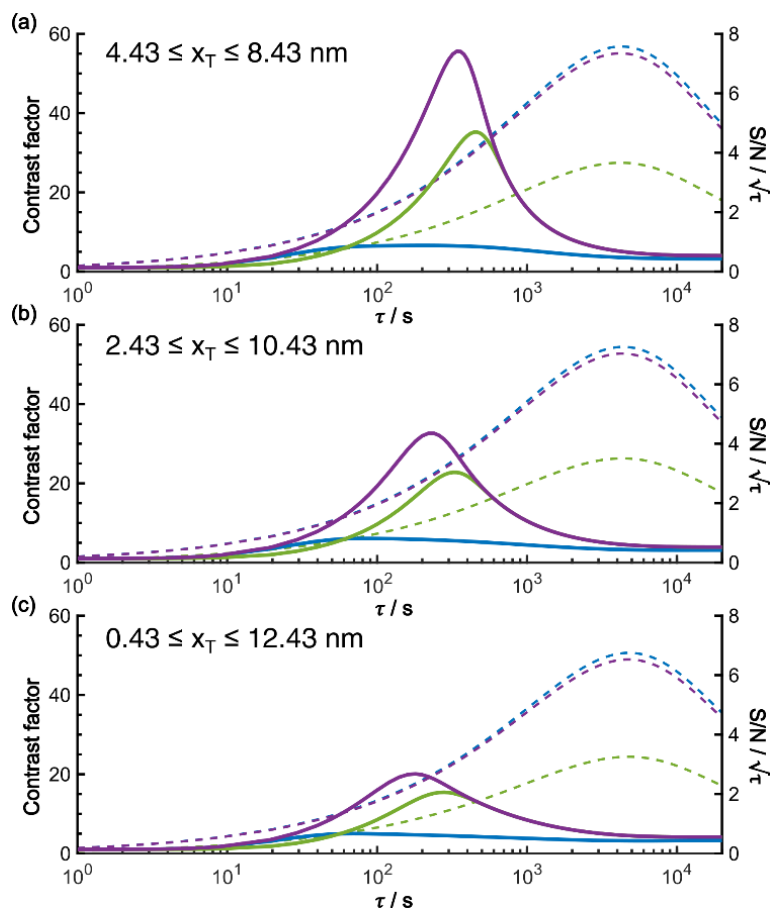 (a)
4.43 ≤ x_T ≤ 8.43 nm
Contrast factor
60
40
20
0
8
6
4
2
0
S/N / √τ
10^0
10^1
10^2
10^3
10^4
τ / s
(b)
2.43 ≤ x_T ≤ 10.43 nm
Contrast factor
60
40
20
0
8
6
4
2
0
S/N / √τ
10^0
10^1
10^2
10^3
10^4
τ / s
(c)
0.43 ≤ x_T ≤ 12.43 nm
Contrast factor
60
40
20
0
8
6
4
2
0
S/N / √τ
10^0
10^1
10^2
10^3
10^4
τ / s